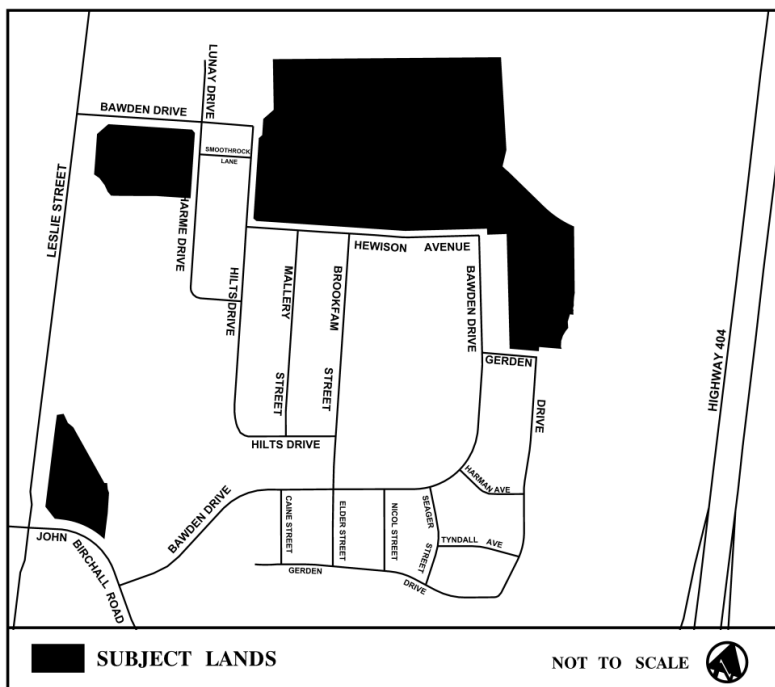 LUNAY DRIVE
BAWDEN DRIVE
SMOOTHROCK
LANE
LESLIE STREET
HARME DRIVE
HILTS DRIVE
MALLERY STREET
BROOKFAM STREET
HEWISON AVENUE
BAWDEN DRIVE
GERDEN DRIVE
HIGHWAY 404
HILTS DRIVE
HARMAN AVE
BAWDEN DRIVE
CAINE STREET
ELDER STREET
NICOL STREET
SEAGER STREET
TYNDALL AVE
JOHN BIRCHALL ROAD
GERDEN DRIVE
SUBJECT LANDS
NOT TO SCALE